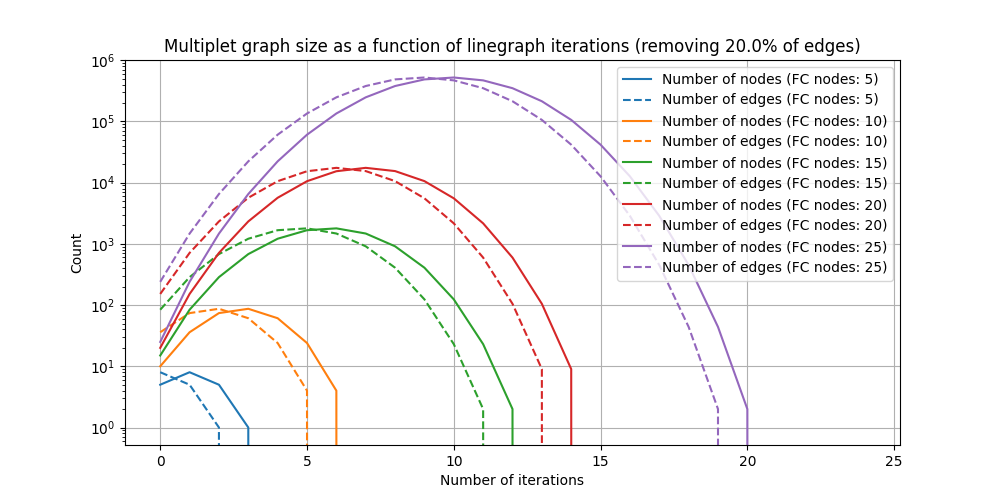 Multiplet graph size as a function of linegraph iterations (removing 20.0% of edges)
Count
10^6
10^5
10^4
10^3
10^2
10^1
10^0
Number of nodes (FC nodes: 5)
Number of edges (FC nodes: 5)
Number of nodes (FC nodes: 10)
Number of edges (FC nodes: 10)
Number of nodes (FC nodes: 15)
Number of edges (FC nodes: 15)
Number of nodes (FC nodes: 20)
Number of edges (FC nodes: 20)
Number of nodes (FC nodes: 25)
Number of edges (FC nodes: 25)
0 5 10 15 20 25
Number of iterations